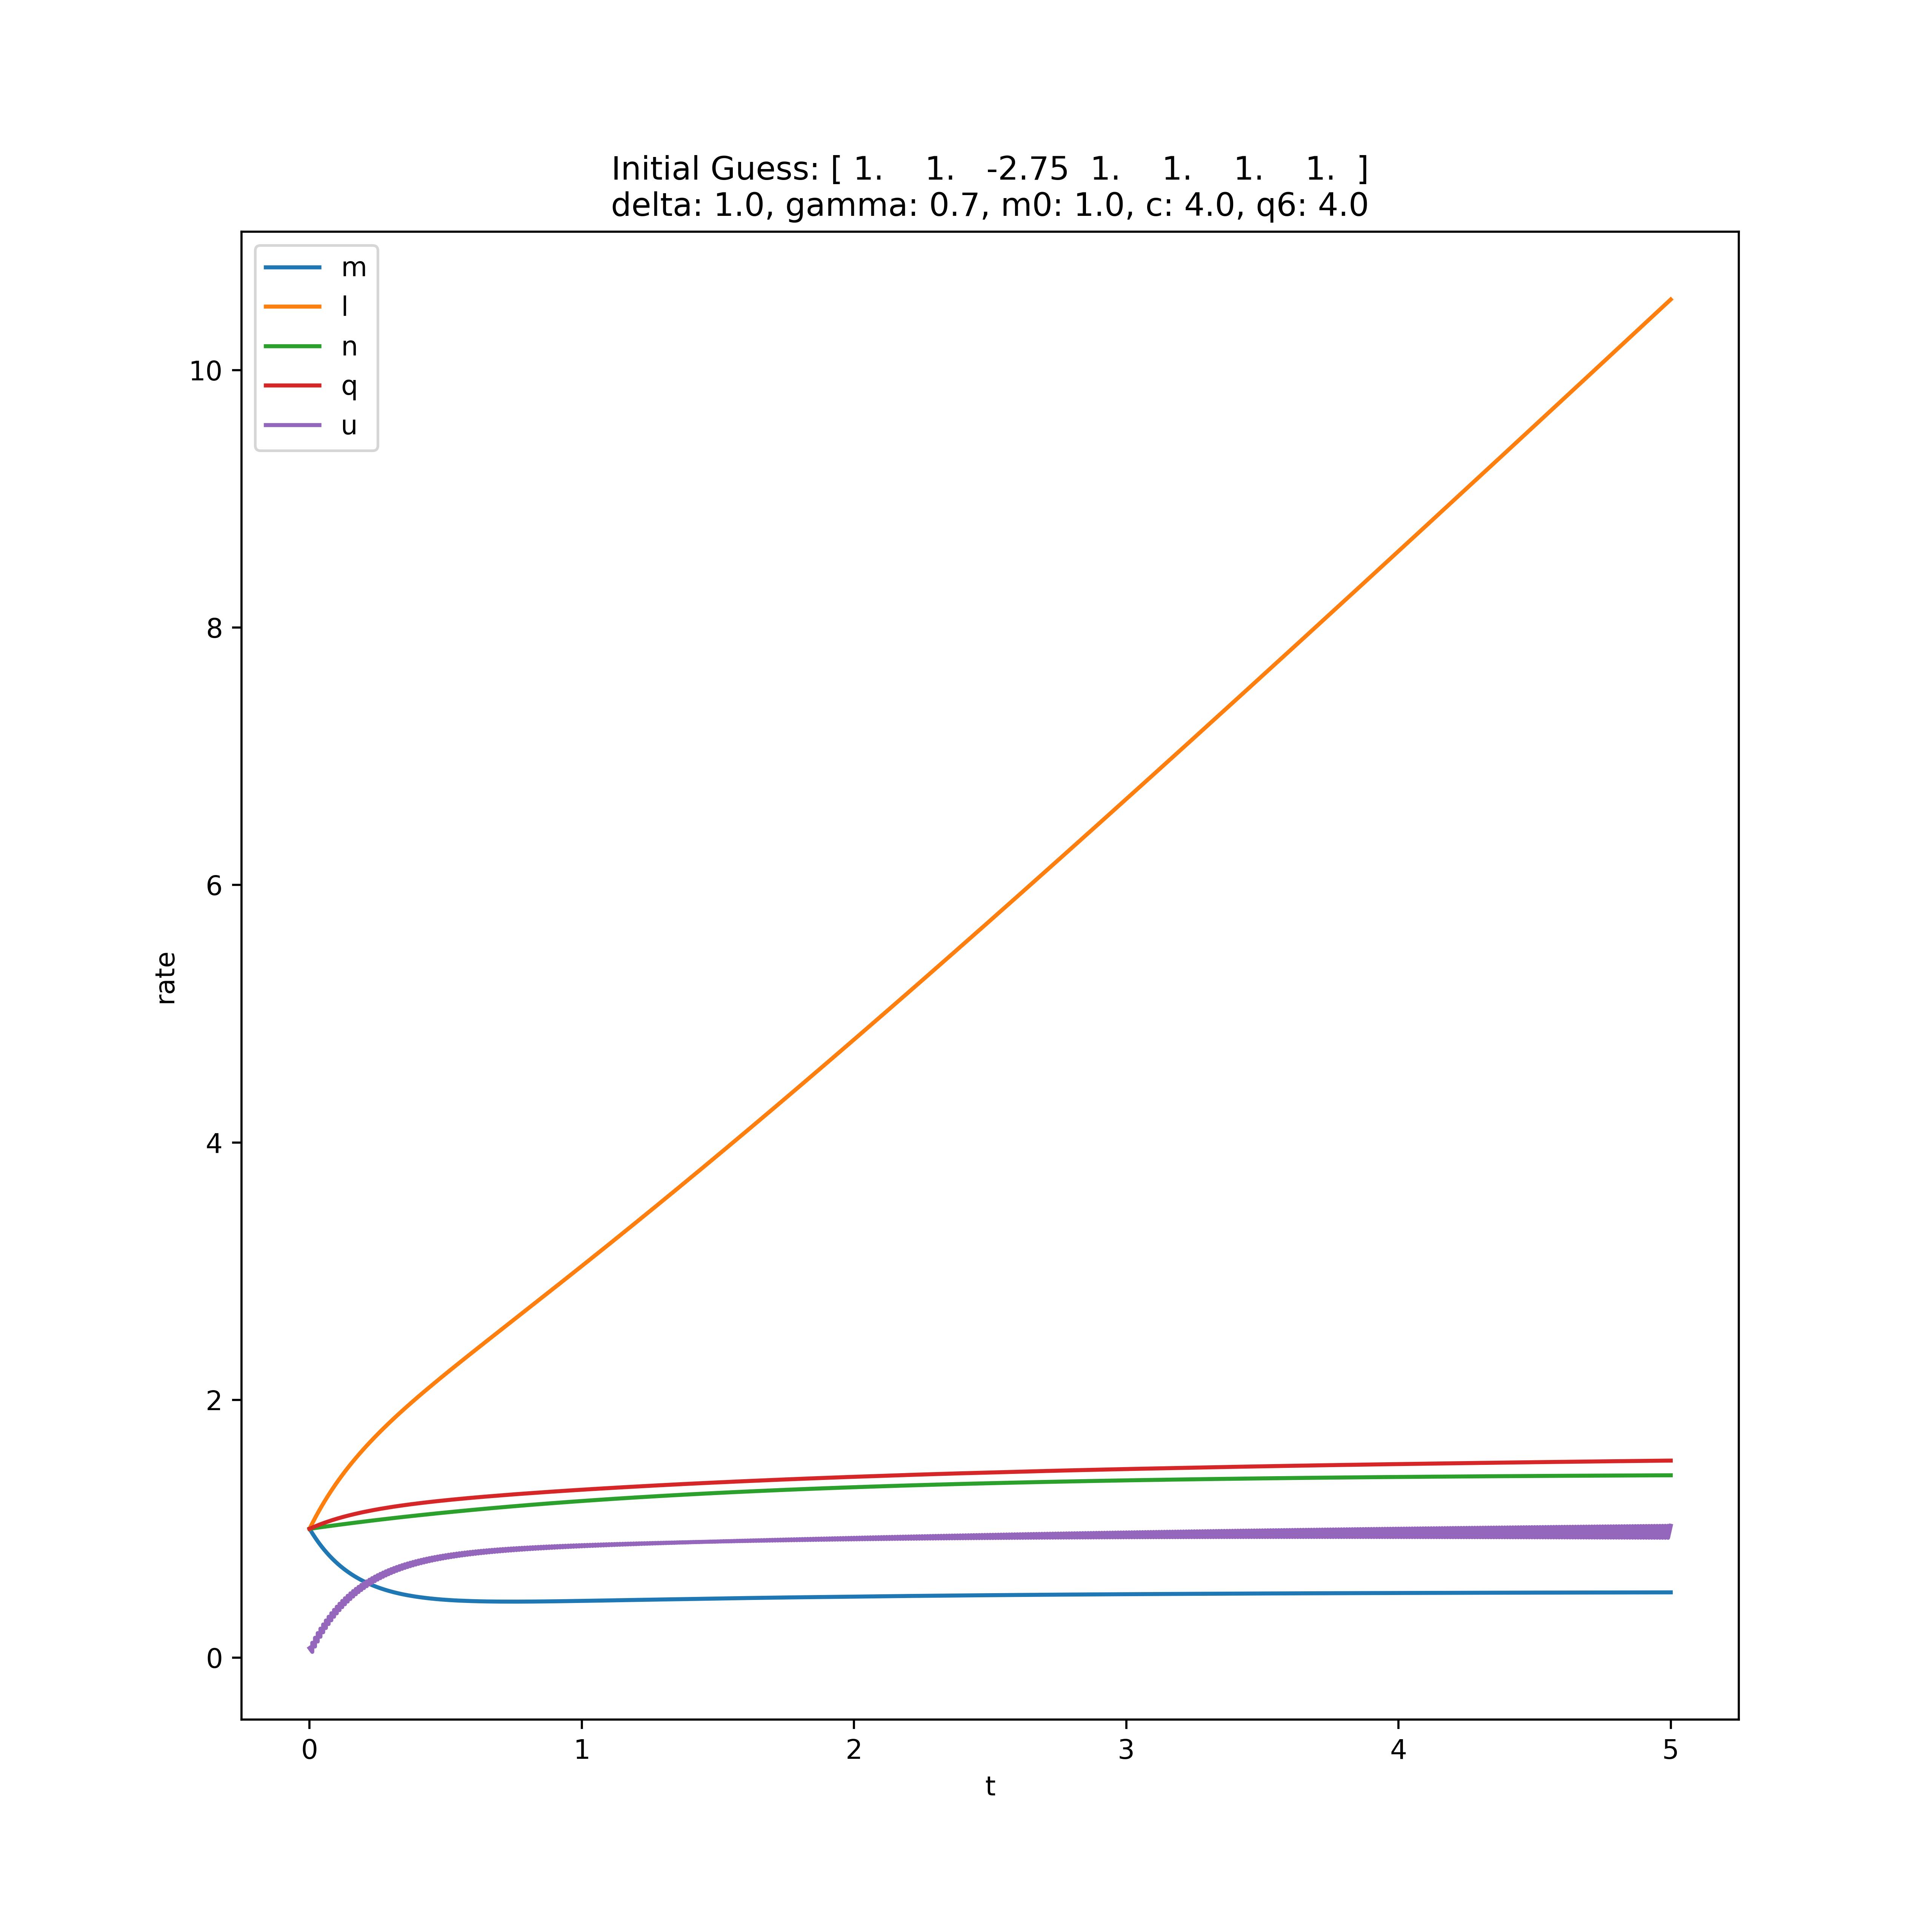 Initial Guess: [ 1. 1. -2.75 1. 1. 1. 1. ]
delta: 1.0, gamma: 0.7, m0: 1.0, c: 4.0, q6: 4.0
m
l
n
q
u
10
8
6
4
2
0
rate
0 1 2 3 4 5
t